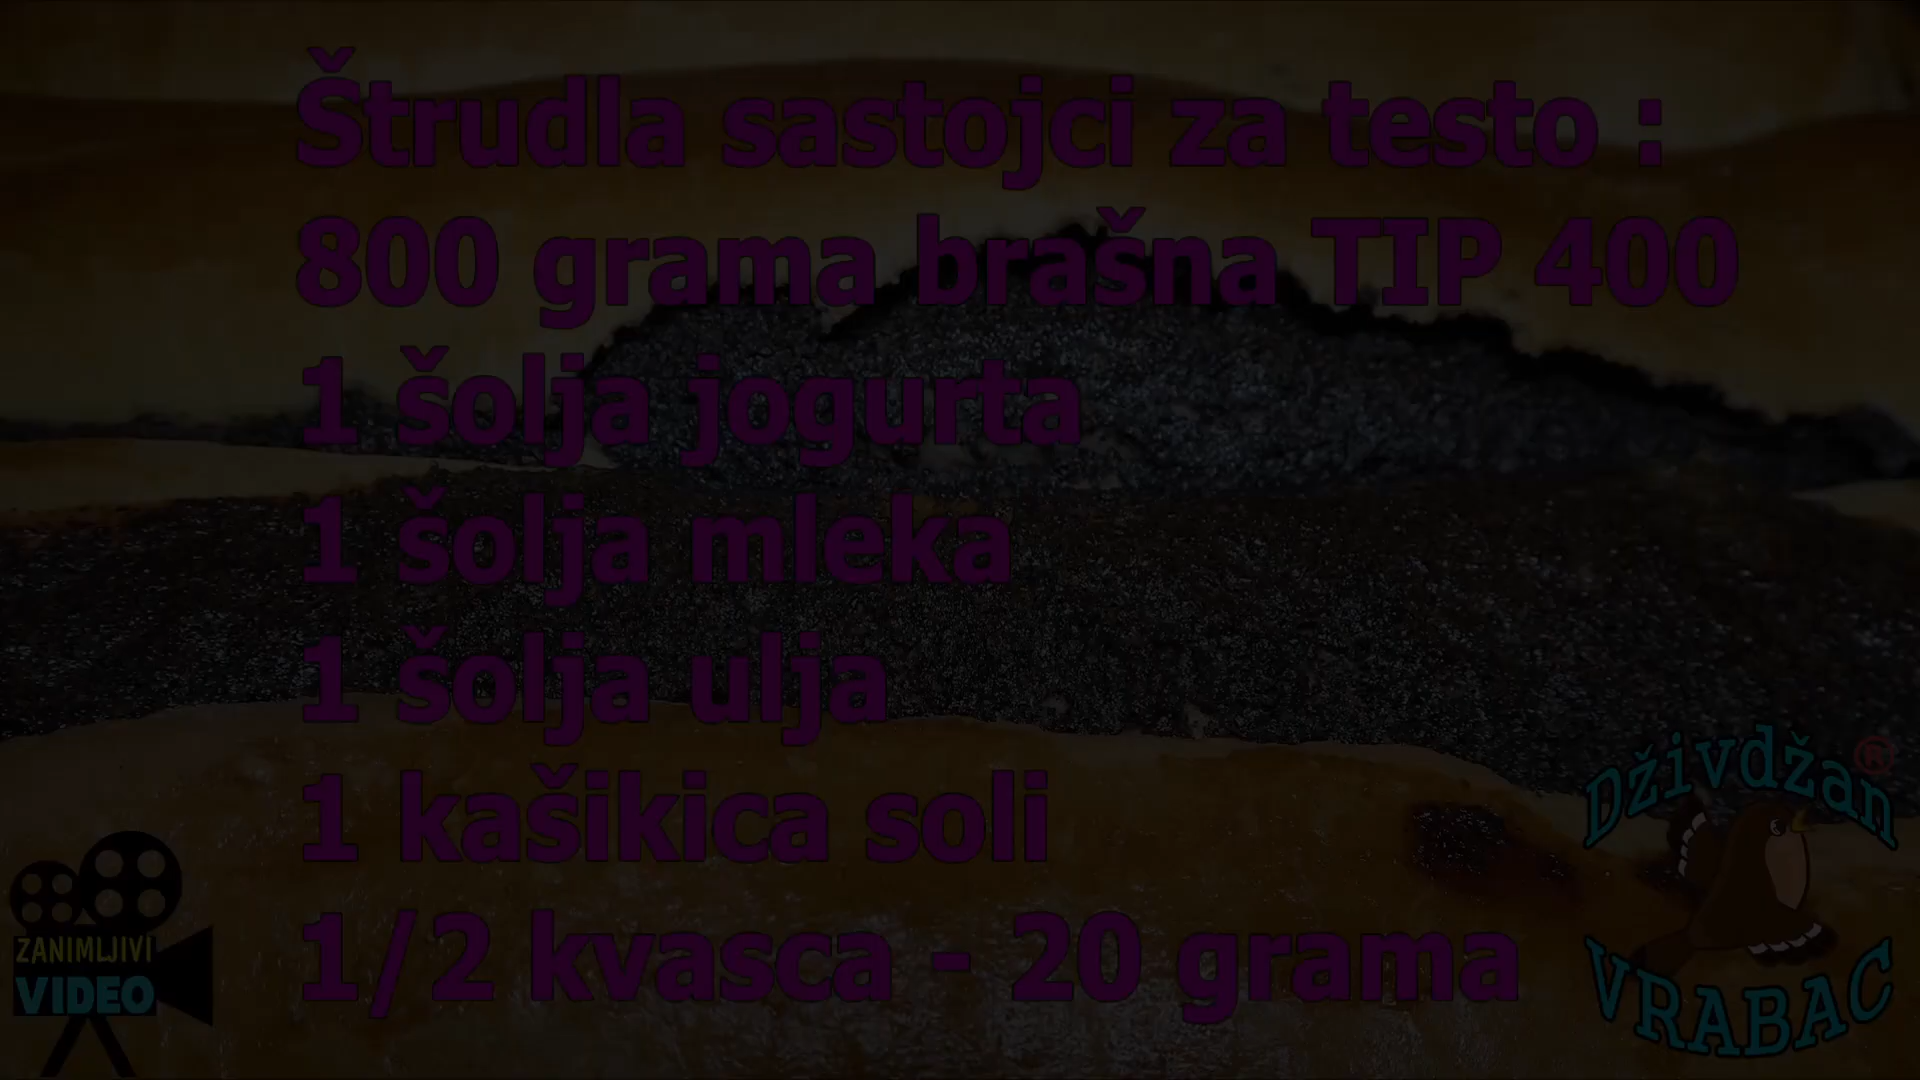 Štrudla sastojci za testo :
800 grama brašna TIP 400
1 šolja jogurta
1 šolja mleka
1 šolja ulja
1 kašikica soli
1/2 kvasca - 20 grama
ZANIMLJIVI
VIDEO
Dživdžan ®
VRABAC